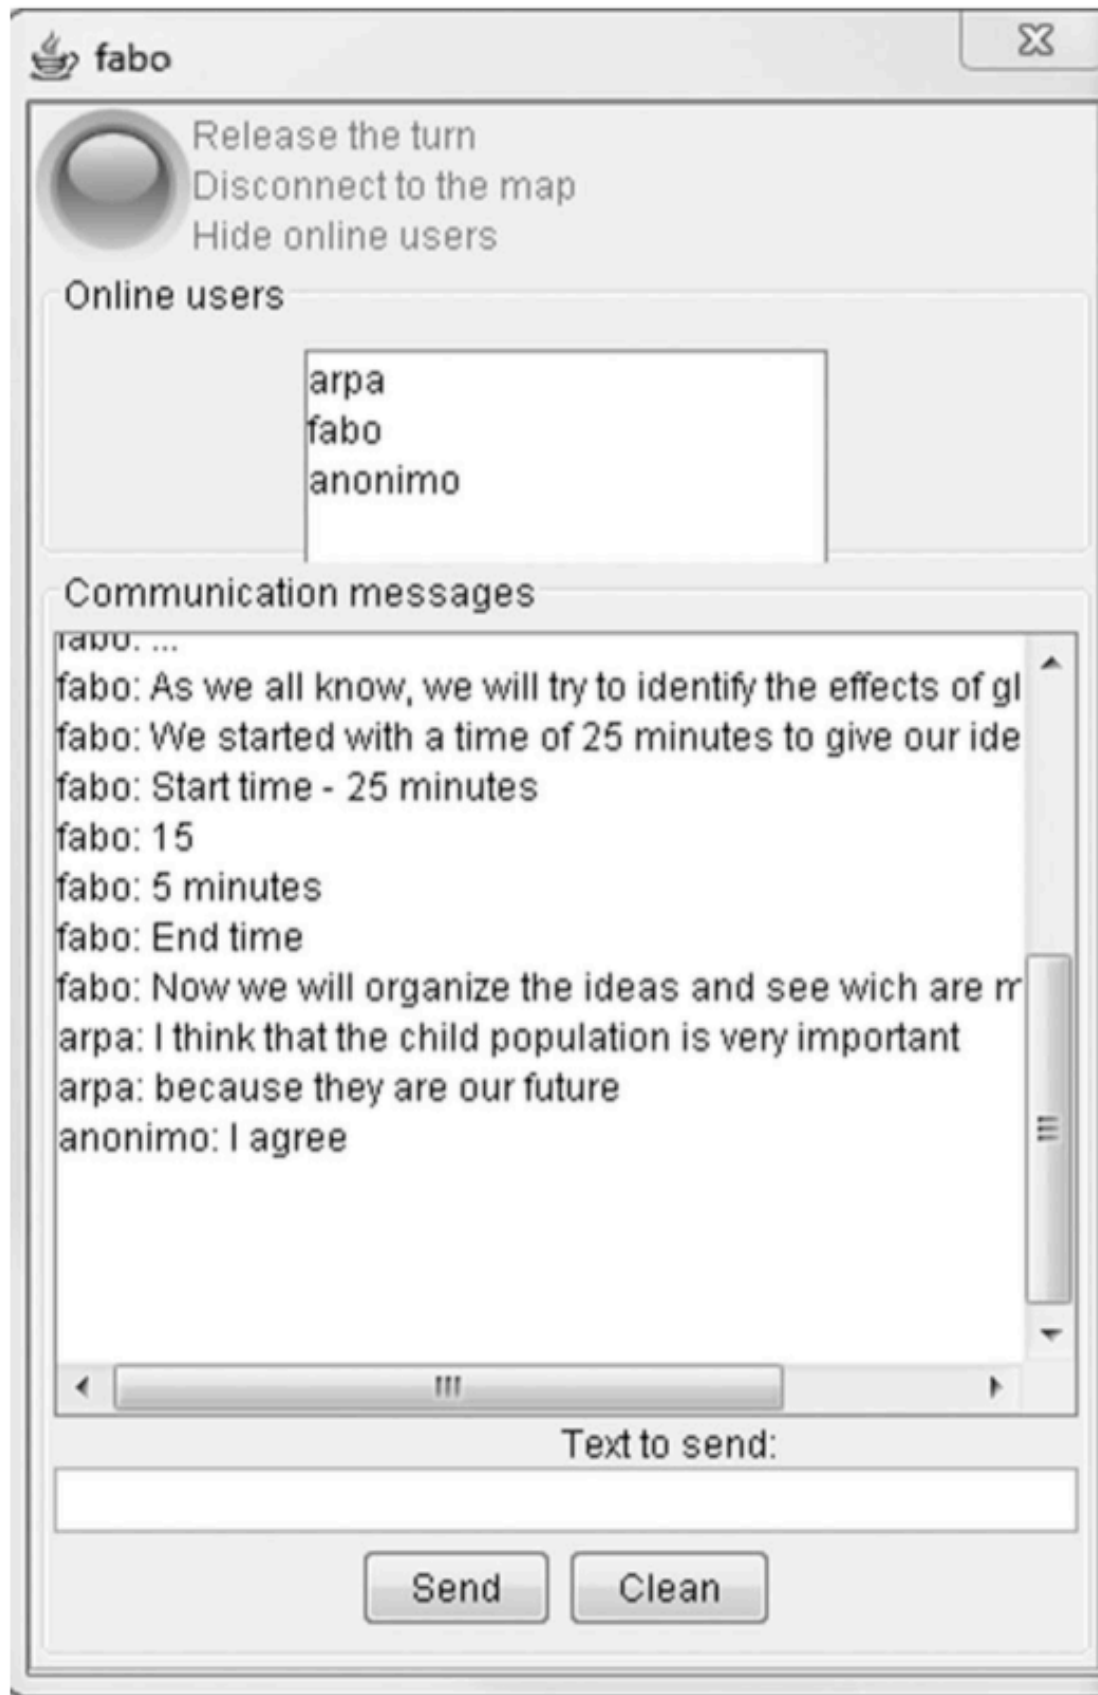 fabo
Release the turn
Disconnect to the map
Hide online users
Online users
arpa
fabo
anonimo
Communication messages
fabo: ...
fabo: As we all know, we will try to identify the effects of gl
fabo: We started with a time of 25 minutes to give our ide
fabo: Start time - 25 minutes
fabo: 15
fabo: 5 minutes
fabo: End time
fabo: Now we will organize the ideas and see wich are m
arpa: I think that the child population is very important
arpa: because they are our future
anonimo: I agree
Text to send:
Send Clean